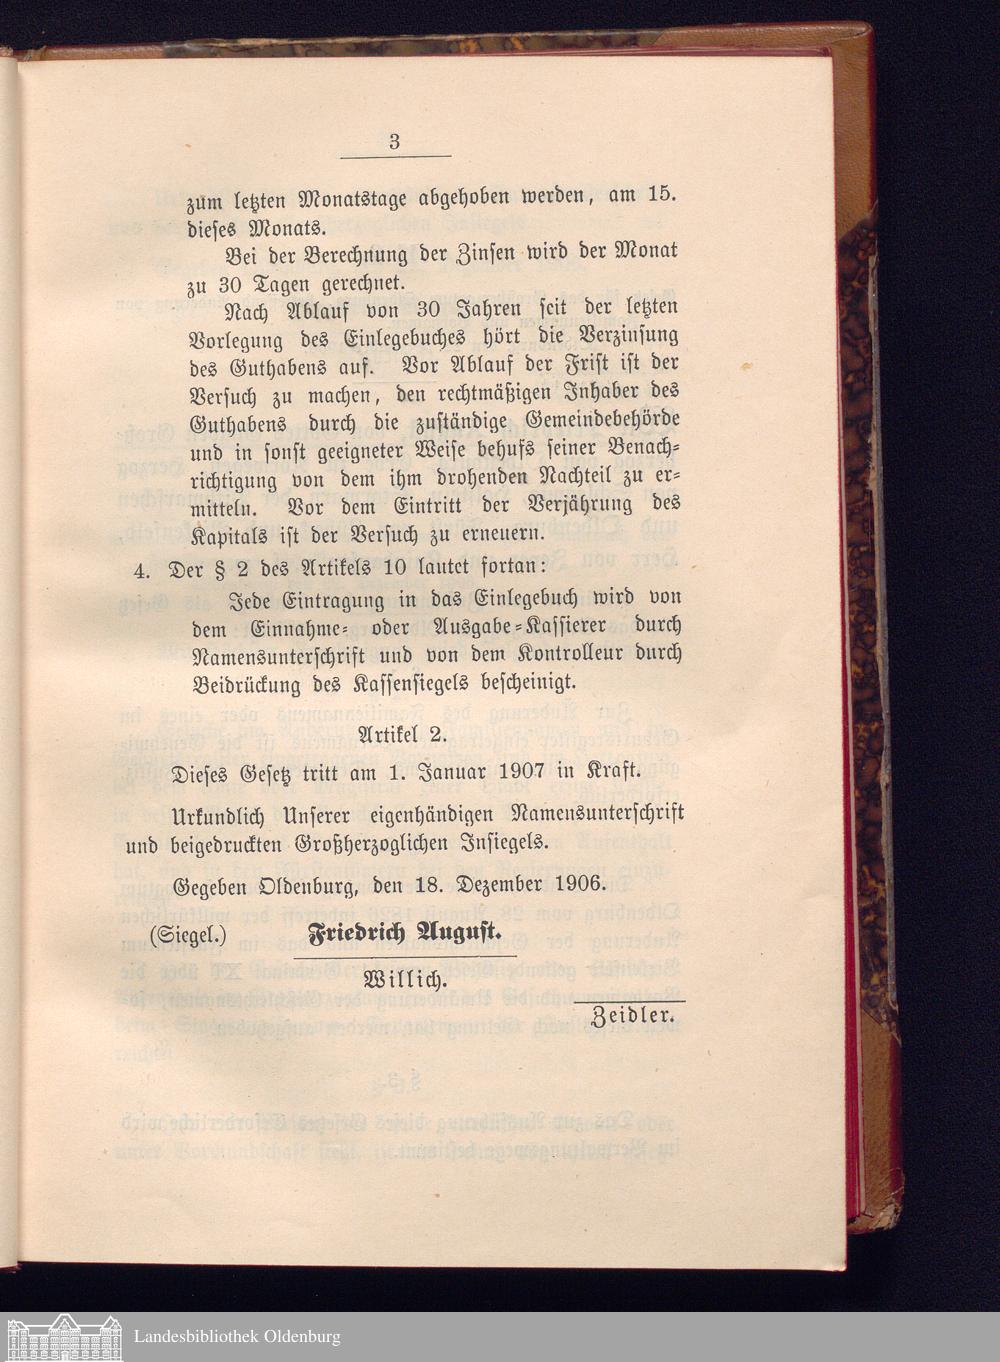 3
zum letzten Monatstage abgehoben werden, am 15.
dieses Monats.
Bei der Berechnung der Zinsen wird der Monat
zu 30 Tagen gerechnet.
Nach Ablauf von 30 Jahren seit der letzten
Vorlegung des Einlegebuches hört die Verzinsung
des Guthabens auf. Vor Ablauf der Frist ist der
Versuch zu machen, den rechtmäßigen Inhaber des
Guthabens durch die zuständige Gemeindebehörde
und in sonst geeigneter Weise behufs seiner Benach-
richtigung von dem ihm drohenden Nachteil zu er-
mitteln. Vor dem Eintritt der Verjährung des
Kapitals ist der Versuch zu erneuern.
4. Der § 2 des Artikels 10 lautet fortan:
Jede Eintragung in das Einlegebuch wird von
dem Einnahme- oder Ausgabe-Kassierer durch
Namensunterschrift und von dem Kontrolleur durch
Beidrückung des Kassensiegels bescheinigt.
Artikel 2.
Dieses Gesetz tritt am 1. Januar 1907 in Kraft.
Urkundlich Unserer eigenhändigen Namensunterschrift
und beigedruckten Großherzoglichen Insiegels.
Gegeben Oldenburg, den 18. Dezember 1906.
(Siegel.) Friedrich August.
Willich.
Zeidler.
Landesbibliothek Oldenburg